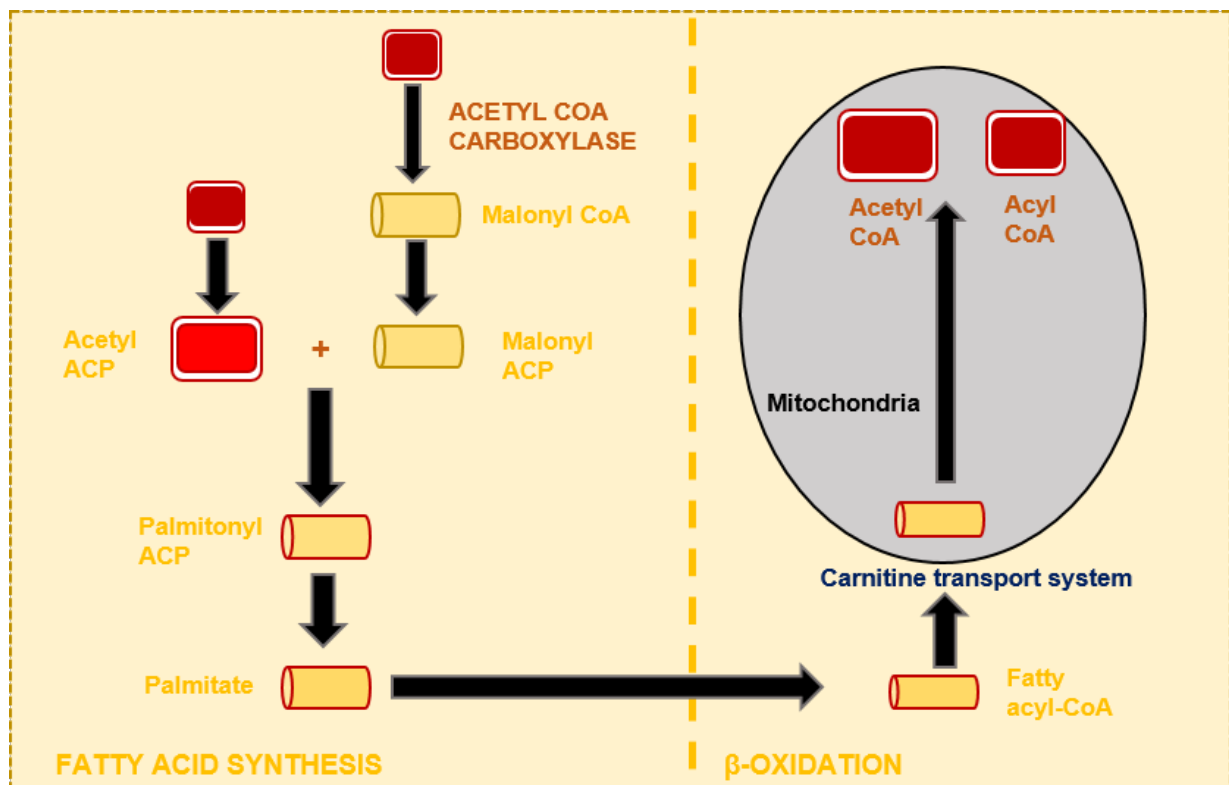 ACETYL COA
CARBOXYLASE
Malonyl CoA
Acetyl
ACP
+
Malonyl
ACP
Palmitonyl
ACP
Palmitate
FATTY ACID SYNTHESIS
Acetyl
CoA
Acyl
CoA
Mitochondria
Carnitine transport system
Fatty
acyl-CoA
β-OXIDATION